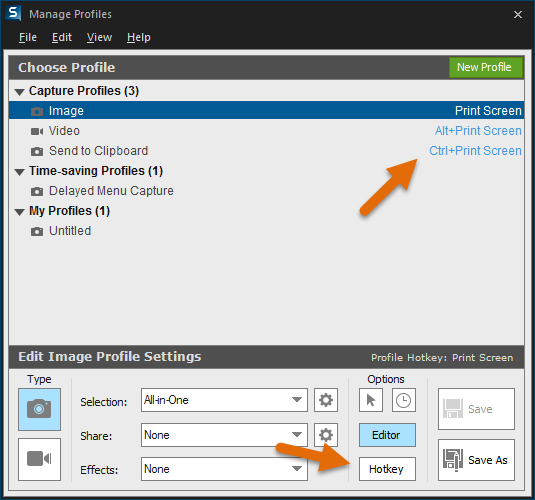 S Manage Profiles
File Edit View Help
Choose Profile New Profile
Capture Profiles (3)
Image Print Screen
Video Alt+Print Screen
Send to Clipboard Ctrl+Print Screen
Time-saving Profiles (1)
Delayed Menu Capture
My Profiles (1)
Untitled
Edit Image Profile Settings Profile Hotkey: Print Screen
Type Options
Selection: All-in-One Save
Share: None Editor
Effects: None Hotkey Save As